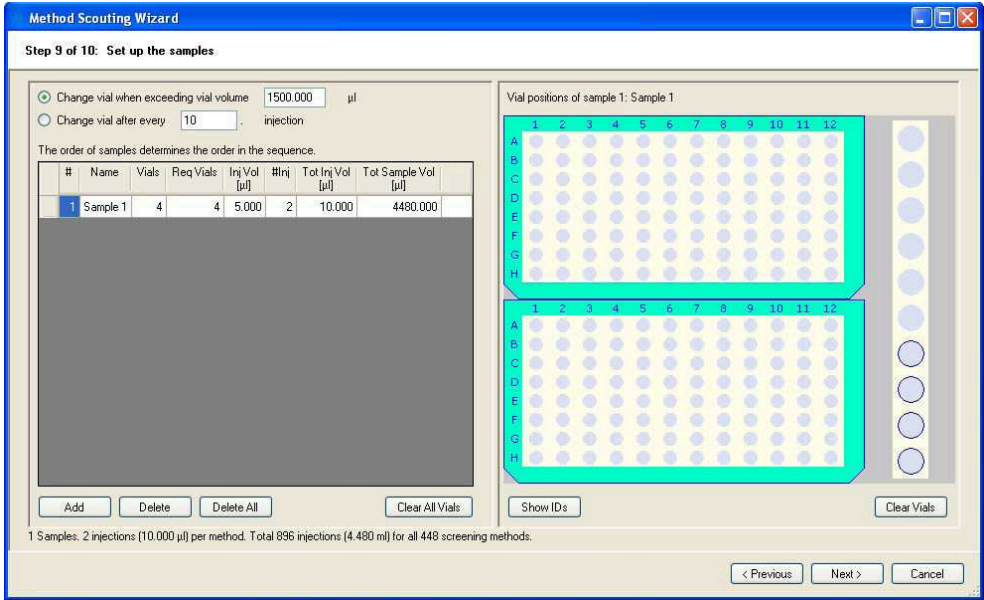 Method Scouting Wizard
Step 9 of 10: Set up the samples
Change vial when exceeding vial volume 1500.000 µl
Change vial after every 10 . injection
The order of samples determines the order in the sequence.
# Name Vials Req Vials Inj Vol [µl] #Inj Tot Inj Vol [µl] Tot Sample Vol [µl]
1 Sample 1 4 4 5.000 2 10.000 4480.000
Add Delete Delete All Clear All Vials
Vial positions of sample 1: Sample 1
1 2 3 4 5 6 7 8 9 10 11 12
A
B
C
D
E
F
G
H
1 2 3 4 5 6 7 8 9 10 11 12
A
B
C
D
E
F
G
H
Show IDs Clear Vials
1 Samples. 2 injections (10.000 µl) per method. Total 896 injections (4.480 ml) for all 448 screening methods.
< Previous Next > Cancel